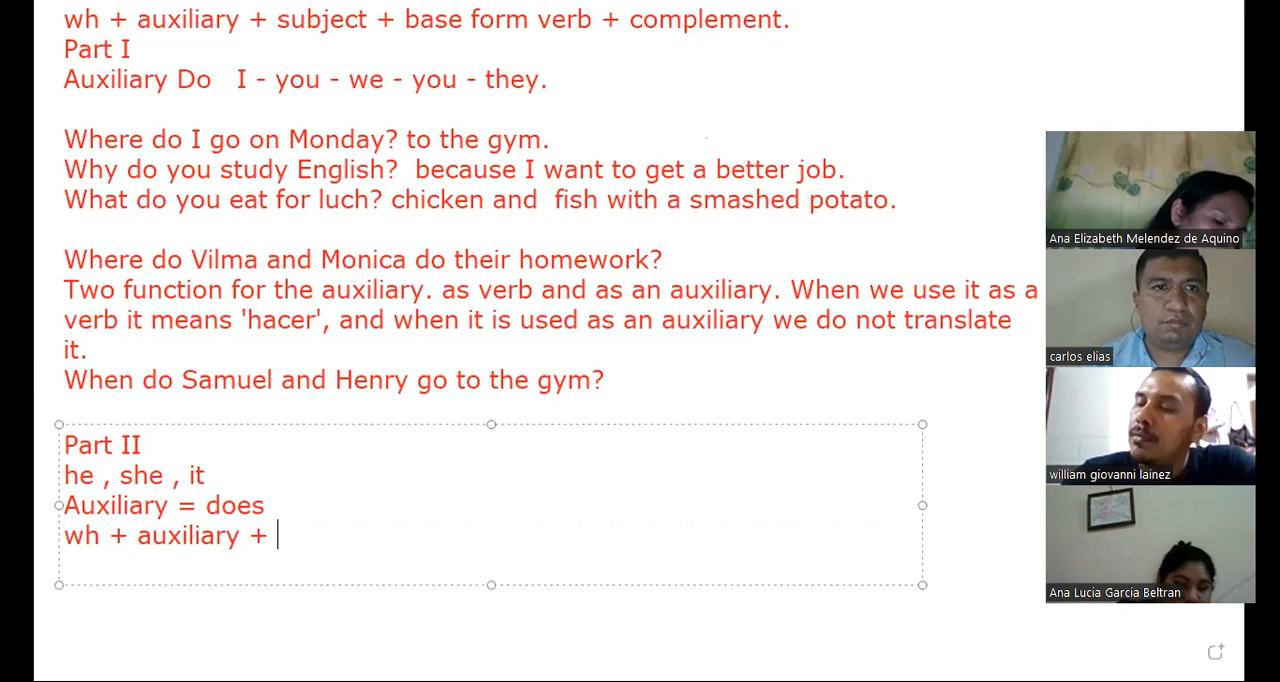 wh + auxiliary + subject + base form verb + complement.
Part I
Auxiliary Do   I - you - we - you - they.
Where do I go on Monday? to the gym.
Why do you study English?  because I want to get a better job.
What do you eat for luch? chicken and  fish with a smashed potato.
Where do Vilma and Monica do their homework?
Two function for the auxiliary. as verb and as an auxiliary. When we use it as a
verb it means 'hacer', and when it is used as an auxiliary we do not translate
it.
When do Samuel and Henry go to the gym?
Part II
he , she , it
Auxiliary = does
wh + auxiliary +
Ana Elizabeth Melendez de Aquino
carlos elias
william giovanni lainez
Ana Lucia Garcia Beltran